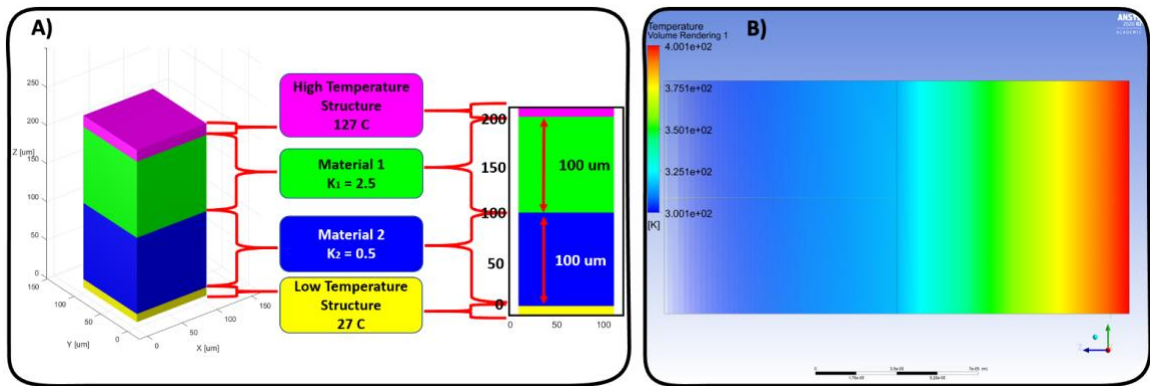 A)
High Temperature
Structure
127 C
Material 1
K₁ = 2.5
Material 2
K₂ = 0.5
Low Temperature
Structure
27 C
Z [um]
250
200
150
100
50
0
150
100
50
0
Y [um]
0
50
100
150
X [um]
200
150
100
50
0
100 um
100 um
0
50
100
B)
Temperature
Volume Rendering 1
4.001e+02
3.751e+02
3.501e+02
3.251e+02
3.001e+02
[K]
ANSYS
ACADEMIC
0